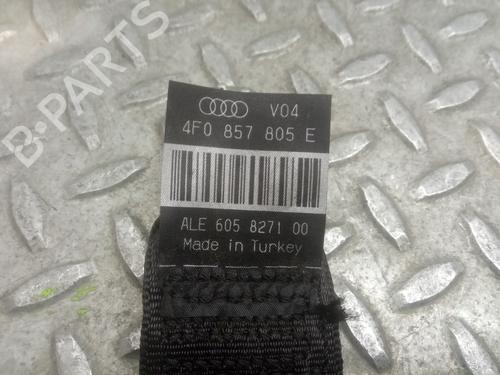 B-PARTS
V04
4F0 857 805 E
ALE 605 8271 00
Made in Turkey